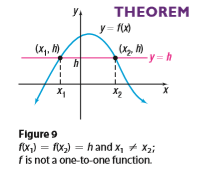 THEOREM
y
y = f(x)
(x₁, h)
(x₂, h)
y = h
h
x₁
x₂
x
Figure 9
f(x₁) = f(x₂) = h and x₁ ≠ x₂;
f is not a one-to-one function.